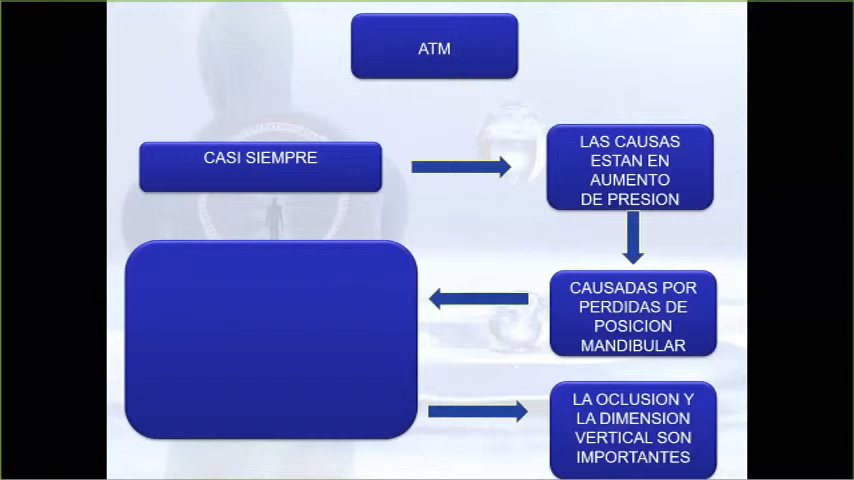 ATM
CASI SIEMPRE
LAS CAUSAS
ESTAN EN
AUMENTO
DE PRESION
CAUSADAS POR
PERDIDAS DE
POSICION
MANDIBULAR
LA OCLUSION Y
LA DIMENSION
VERTICAL SON
IMPORTANTES